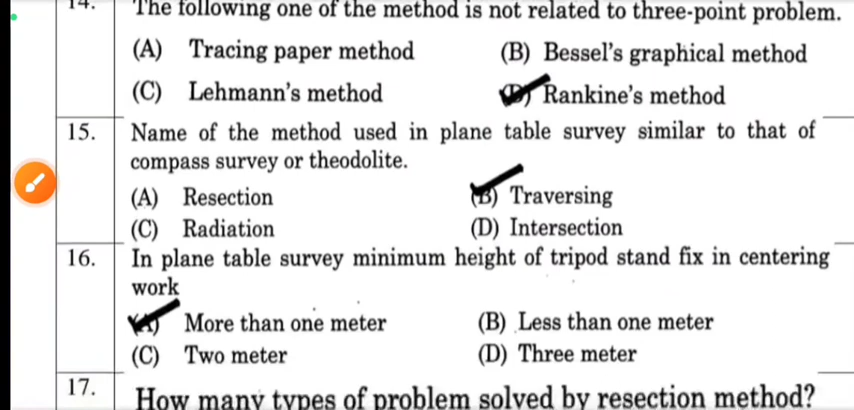 14. The following one of the method is not related to three-point problem.
(A) Tracing paper method (B) Bessel's graphical method
(C) Lehmann's method (D) Rankine's method
15. Name of the method used in plane table survey similar to that of
compass survey or theodolite.
(A) Resection (B) Traversing
(C) Radiation (D) Intersection
16. In plane table survey minimum height of tripod stand fix in centering
work
(A) More than one meter (B) Less than one meter
(C) Two meter (D) Three meter
17. How many types of problem solved by resection method?